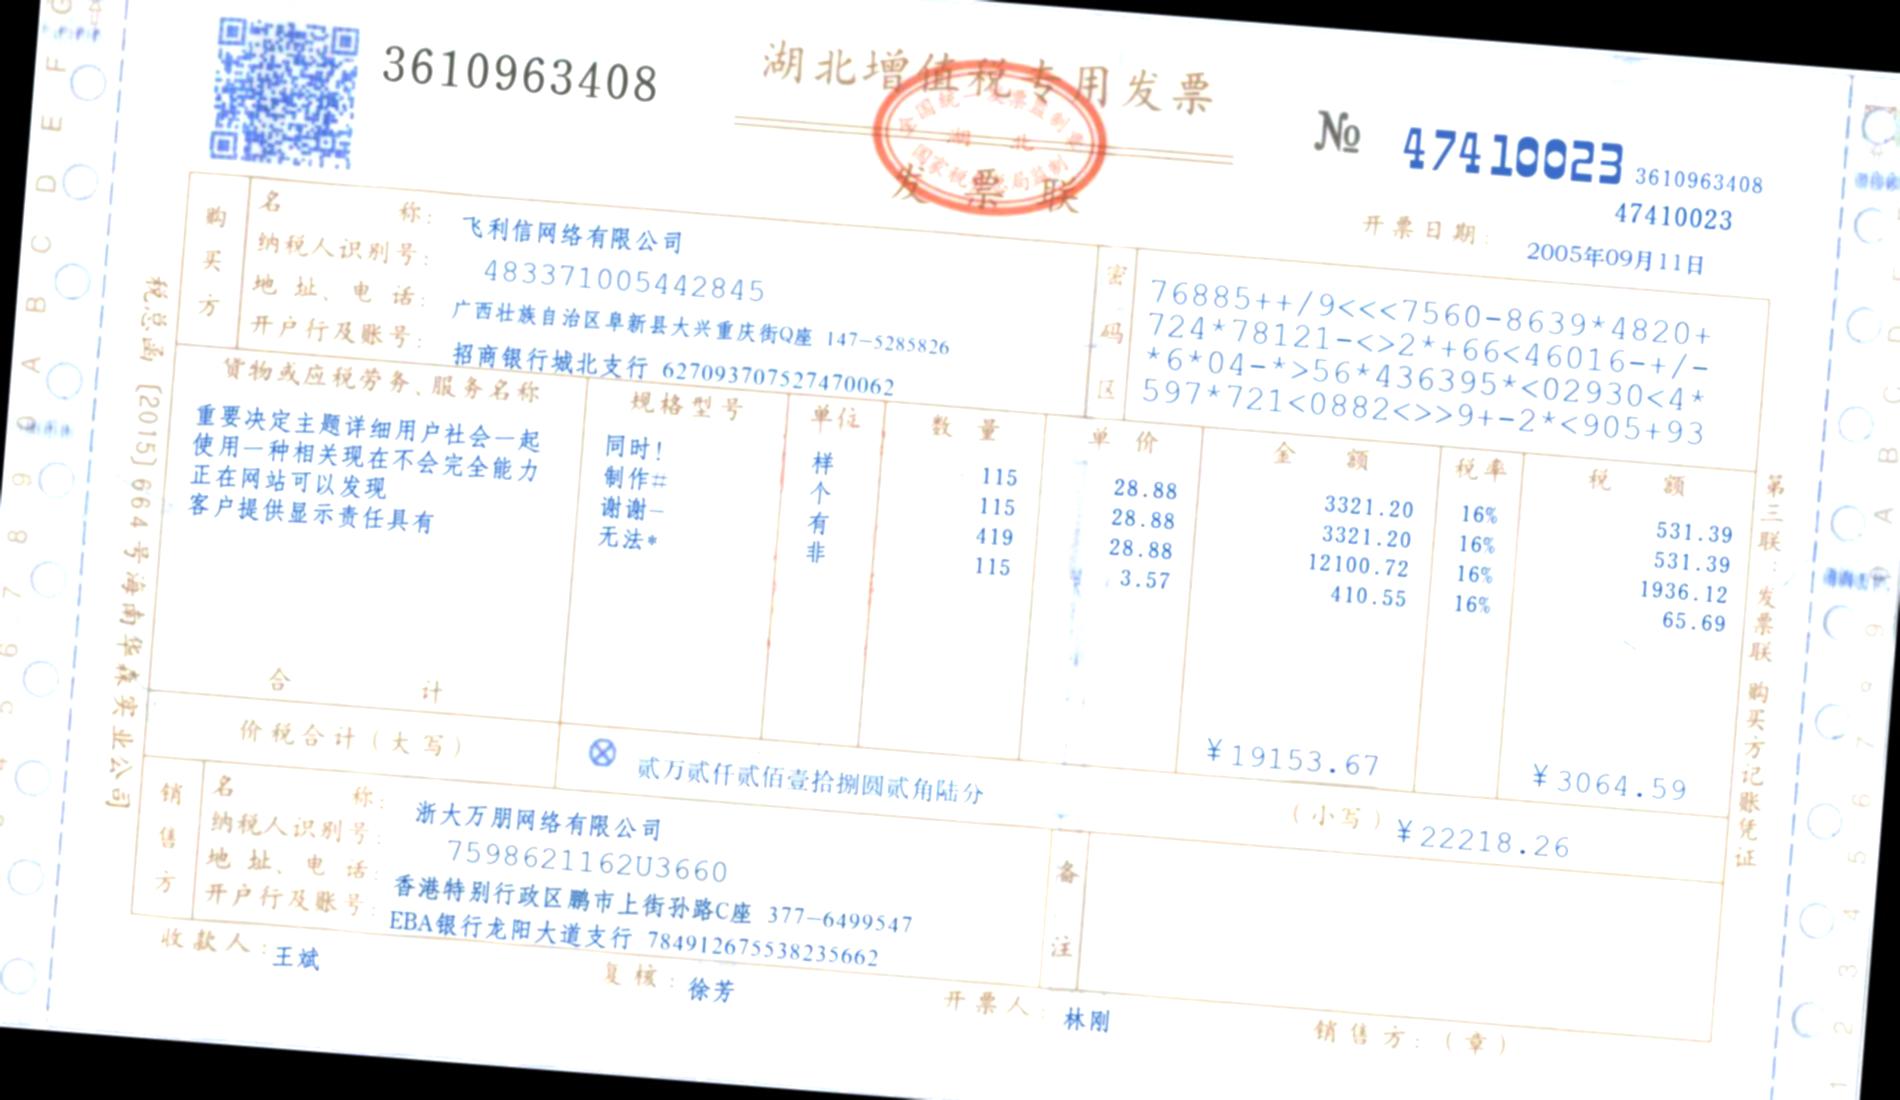 3610963408
湖北增值税专用发票
全国统一发票监制章
湖 北
国家税务总局监制
发 票 联
№ 47410023
3610963408
47410023
开票日期: 2005年09月11日
购买方
名 称: 飞利信网络有限公司
纳税人识别号: 483371005442845
地 址、电 话: 广西壮族自治区阜新县大兴重庆街Q座 147-5285826
开户行及账号: 招商银行城北支行 627093707527470062
密码区
76885++/9<<<7560-8639*4820+
724*78121-<>2*+66<46016-+/-
*6*04-*>56*436395*<02930<4*
597*721<0882<>>9+-2*<905+93
货物或应税劳务、服务名称 规格型号 单位 数 量 单 价 金 额 税率 税 额
重要决定主题详细用户社会一起 同时! 样 115 28.88 3321.20 16% 531.39
使用一种相关现在不会完全能力 制作# 个 115 28.88 3321.20 16% 531.39
正在网站可以发现 谢谢- 有 419 28.88 12100.72 16% 1936.12
客户提供显示责任具有 无法* 非 115 3.57 410.55 16% 65.69
合 计 ¥19153.67 ¥3064.59
价税合计(大写) ⊗ 贰万贰仟贰佰壹拾捌圆贰角陆分 (小写) ¥22218.26
销售方
名 称: 浙大万朋网络有限公司
纳税人识别号: 7598621162U3660
地 址、电 话: 香港特别行政区鹏市上街孙路C座 377-6499547
开户行及账号: EBA银行龙阳大道支行 784912675538235662
备注
收款人: 王斌 复核: 徐芳 开票人: 林刚 销售方:(章)
税总函〔2015〕664号海南华森实业公司
第三联:发票联 购买方记账凭证